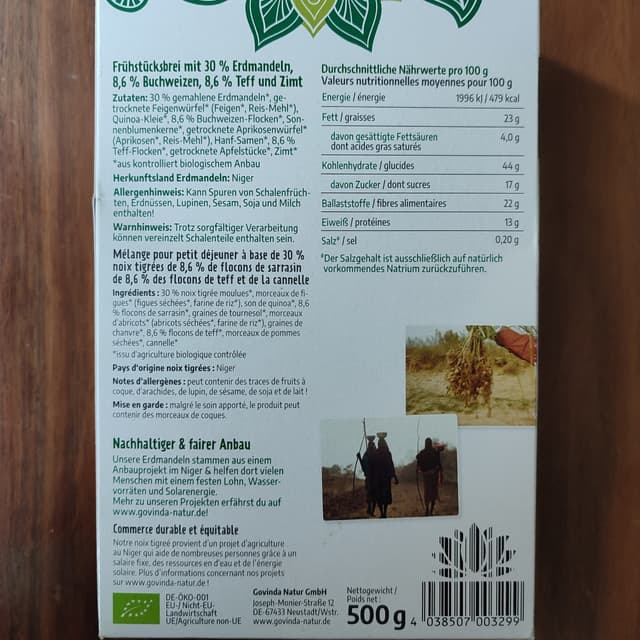 Frühstücksbrei mit 30 % Erdmandeln,
8,6 % Buchweizen, 8,6 % Teff und Zimt
Zutaten: 30 % gemahlene Erdmandeln*, ge-
trocknete Feigenwürfel* (Feigen*, Reis-Mehl*),
Quinoa-Kleie*, 8,6 % Buchweizen-Flocken*, Son-
nenblumenkerne*, getrocknete Aprikosenwürfel*
(Aprikosen*, Reis-Mehl*), Hanf-Samen*, 8,6 %
Teff-Flocken*, getrocknete Apfelstücke*, Zimt*
*aus kontrolliert biologischem Anbau
Herkunftsland Erdmandeln: Niger
Allergenhinweis: Kann Spuren von Schalenfrüch-
ten, Erdnüssen, Lupinen, Sesam, Soja und Milch
enthalten!
Warnhinweis: Trotz sorgfältiger Verarbeitung
können vereinzelt Schalenteile enthalten sein.
Mélange pour petit déjeuner à base de 30 %
noix tigrées de 8,6 % de flocons de sarrasin
de 8,6 % des flocons de teff et de la cannelle
Ingrédients : 30 % noix tigrée moulues*, morceaux de fi-
gues* (figues séchées*, farine de riz*), son de quinoa*, 8,6
% flocons de sarrasin*, graines de tournesol*, morceaux
d'abricots* (abricots séchées*, farine de riz*), graines de
chanvre*, 8,6 % flocons de teff*, morceaux de pommes
séchées*, cannelle*
*issu d'agriculture biologique contrôlée
Pays d'origine noix tigrées : Niger
Notes d'allergènes : peut contenir des traces de fruits à
coque, d'arachides, de lupin, de sésame, de soja et de lait !
Mise en garde : malgré le soin apporté, le produit peut
contenir des morceaux de coques.
Nachhaltiger & fairer Anbau
Unsere Erdmandeln stammen aus einem
Anbauprojekt im Niger & helfen dort vielen
Menschen mit einem festen Lohn, Wasser-
vorräten und Solarenergie.
Mehr zu unseren Projekten erfährst du auf
www.govinda-natur.de!
Commerce durable et équitable
Notre noix tigreé provient d'un projet d'agriculture
au Niger qui aide de nombreuses personnes grâce à un
salaire fixe, des ressources en d'eau et de l'énergie
solaire. Plus d'informations concernant nos projets
sur www.govinda-natur.de!
DE-ÖKO-001
EU-/ Nicht-EU-
Landwirtschaft
UE/Agriculture non-UE
Durchschnittliche Nährwerte pro 100 g
Valeurs nutritionnelles moyennes pour 100 g
Energie / énergie 1996 kJ / 479 kcal
Fett / graisses 23 g
davon gesättigte Fettsäuren 4,0 g
dont acides gras saturés
Kohlenhydrate / glucides 44 g
davon Zucker / dont sucres 17 g
Ballaststoffe / fibres alimentaires 22 g
Eiweiß / protéines 13 g
Salz# / sel 0,20 g
#Der Salzgehalt ist ausschließlich auf natürlich
vorkommendes Natrium zurückzuführen.
Govinda Natur GmbH
Joseph-Monier-Straße 12
DE-67433 Neustadt/Wstr.
www.govinda-natur.de
Nettogewicht /
Poids net :
500 g
4 038507 003299